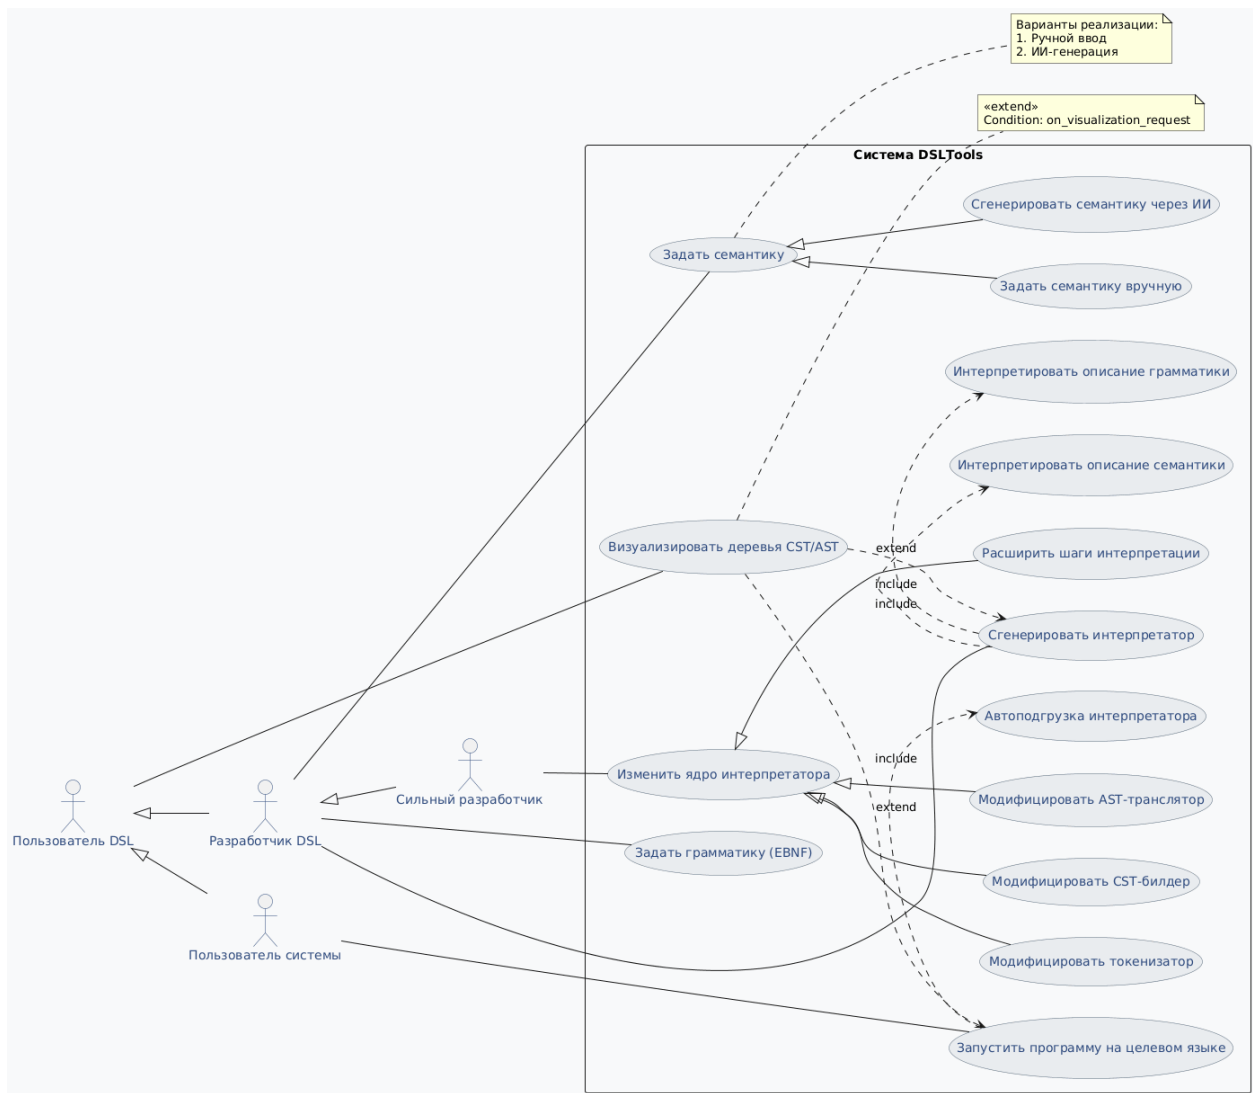 Варианты реализации:
1. Ручной ввод
2. ИИ-генерация
«extend»
Condition: on_visualization_request
Система DSLTools
Сгенерировать семантику через ИИ
Задать семантику
Задать семантику вручную
Интерпретировать описание грамматики
Интерпретировать описание семантики
Визуализировать деревья CST/AST
extend
Расширить шаги интерпретации
include
include
Сгенерировать интерпретатор
Автоподгрузка интерпретатора
include
Изменить ядро интерпретатора
Сильный разработчик
Модифицировать AST-транслятор
extend
Пользователь DSL
Разработчик DSL
Задать грамматику (EBNF)
Модифицировать CST-билдер
Пользователь системы
Модифицировать токенизатор
Запустить программу на целевом языке